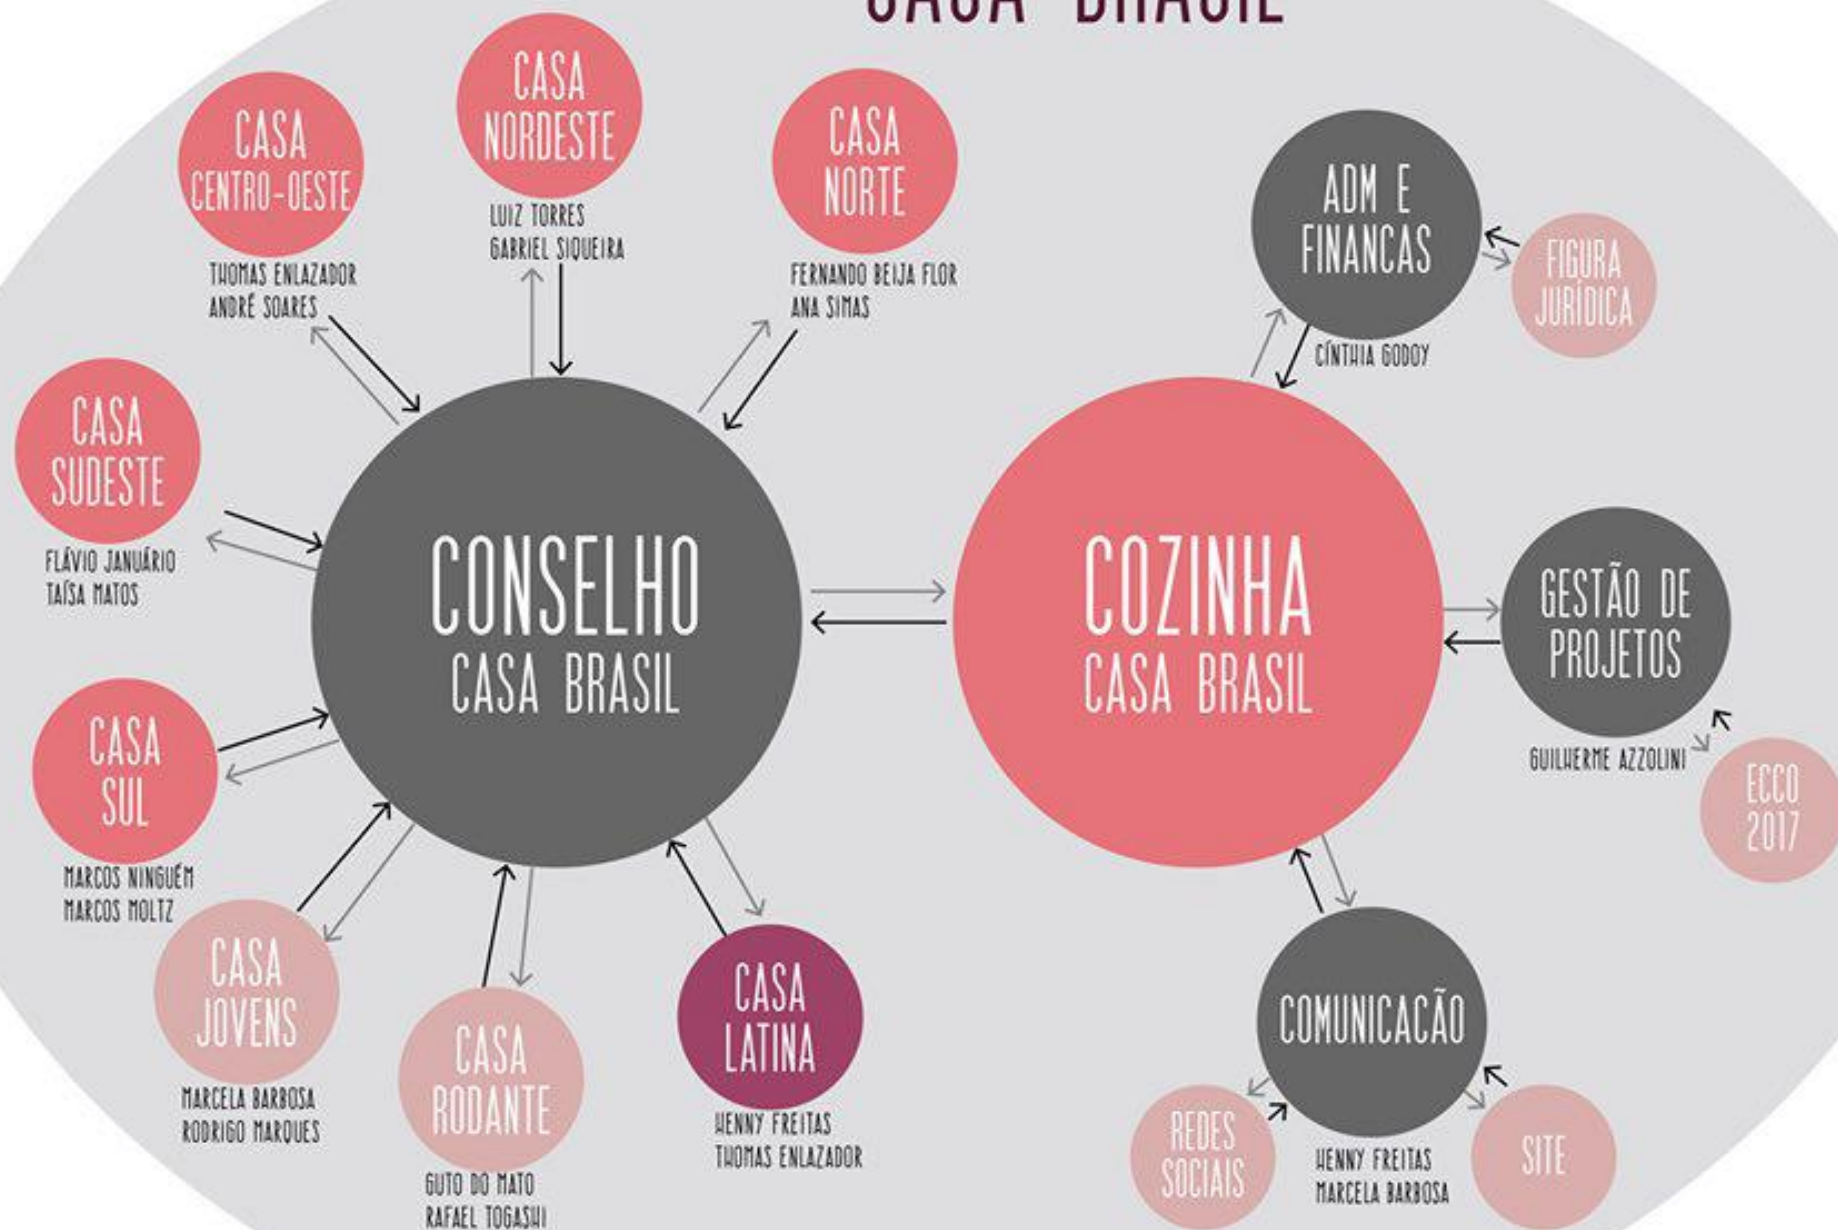 CASA BRASIL
CASA
NORDESTE
LUIZ TORRES
GABRIEL SIQUEIRA
CASA
CENTRO-OESTE
THOMAS ENLAZADOR
ANDRÉ SOARES
CASA
NORTE
FERNANDO BEIJA FLOR
ANA SIMAS
ADM E
FINANCAS
CÍNTHIA GODOY
FIGURA
JURÍDICA
CASA
SUDESTE
FLÁVIO JANUÁRIO
TAÍSA MATOS
CONSELHO
CASA BRASIL
COZINHA
CASA BRASIL
GESTÃO DE
PROJETOS
GUILHERME AZZOLINI
ECCO
2017
CASA
SUL
MARCOS NINGUÉM
MARCOS MOLTZ
CASA
JOVENS
MARCELA BARBOSA
RODRIGO MARQUES
CASA
RODANTE
GUTO DO MATO
RAFAEL TOGASHI
CASA
LATINA
HENNY FREITAS
THOMAS ENLAZADOR
COMUNICACÃO
HENNY FREITAS
MARCELA BARBOSA
REDES
SOCIAIS
SITE